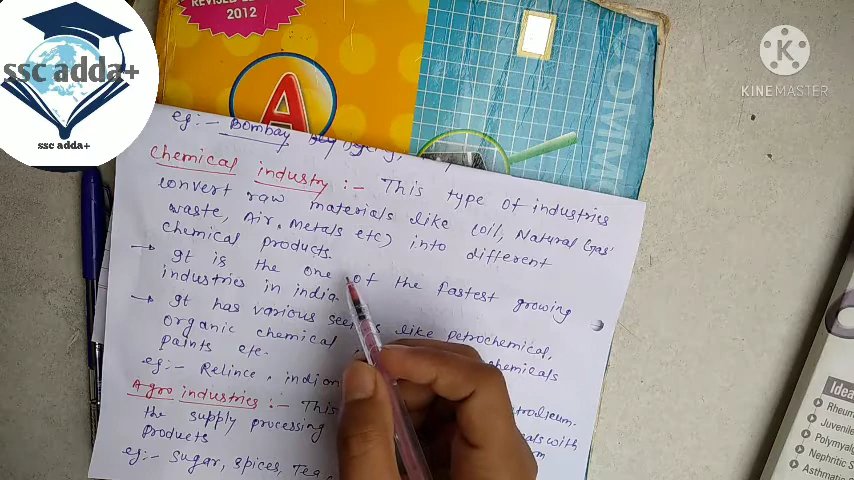 REVISED
2012
ssc adda+
ssc adda+
K
KINEMASTER
A
COMM
eg:- Bombay
Chemical industry :- This type of industries
convert raw materials like (oil, Natural Gas,
waste, Air, Metals etc) into different
chemical products.
→ It is the one of the fastest growing
industries in india
→ It has various like petrochemical,
organic chemical chemicals
paints etc.
eg:- Relince, indian
Agro industries :- This with
the supply processing
products
eg:- Sugar, spices, Tea
Idea
Rheum
Juvenile
Polymyalg
Nephritic S
Asthmatic S